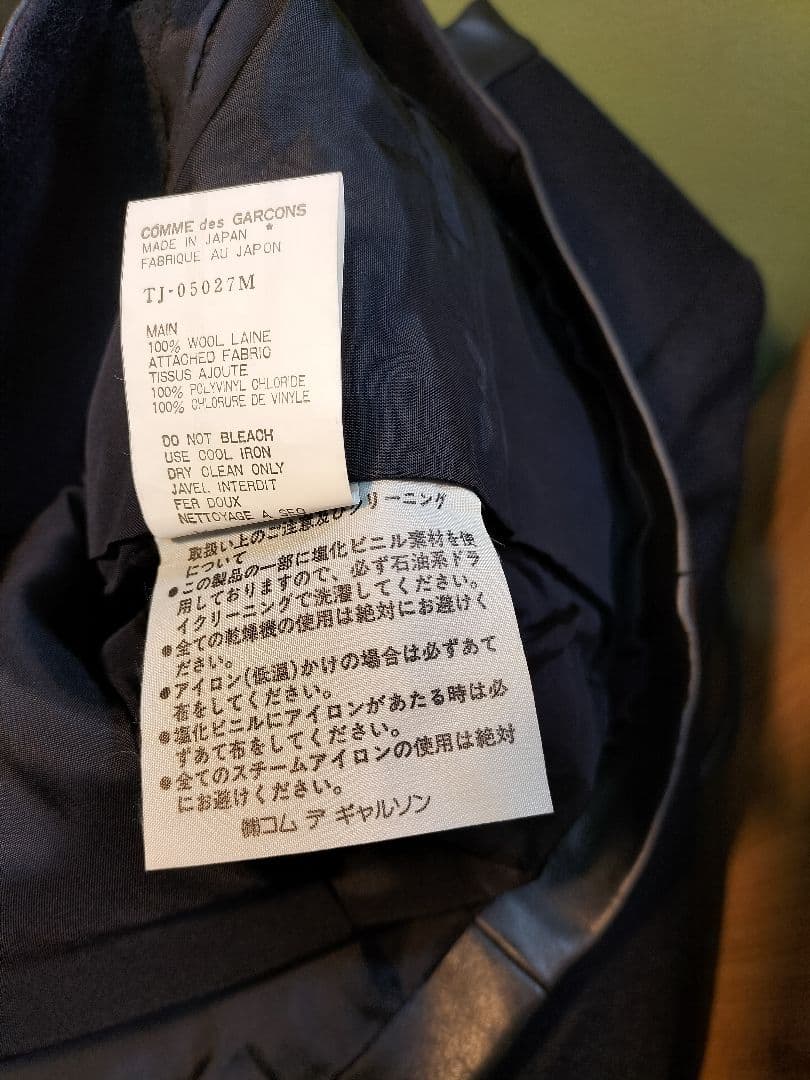 COMME des GARCONS *
MADE IN JAPAN
FABRIQUE AU JAPON
TJ-05027M
MAIN
100% WOOL LAINE
ATTACHED FABRIC
TISSUS AJOUTE
100% POLYVINYL CHLORIDE
100% CHLORURE DE VINYLE
DO NOT BLEACH
USE COOL IRON
DRY CLEAN ONLY
JAVEL INTERDIT
FER DOUX
NETTOYAGE A SEC
取扱い上のご注意及びクリーニング
について
●この製品の一部に塩化ビニル素材を使
用しておりますので、必ず石油系ドラ
イクリーニングで洗濯してください。
●全ての乾燥機の使用は絶対にお避けく
ださい。
●アイロン(低温)かけの場合は必ずあて
布をしてください。
●塩化ビニルにアイロンがあたる時は必
ずあて布をしてください。
●全てのスチームアイロンの使用は絶対
にお避けください。
㈱コム デ ギャルソン